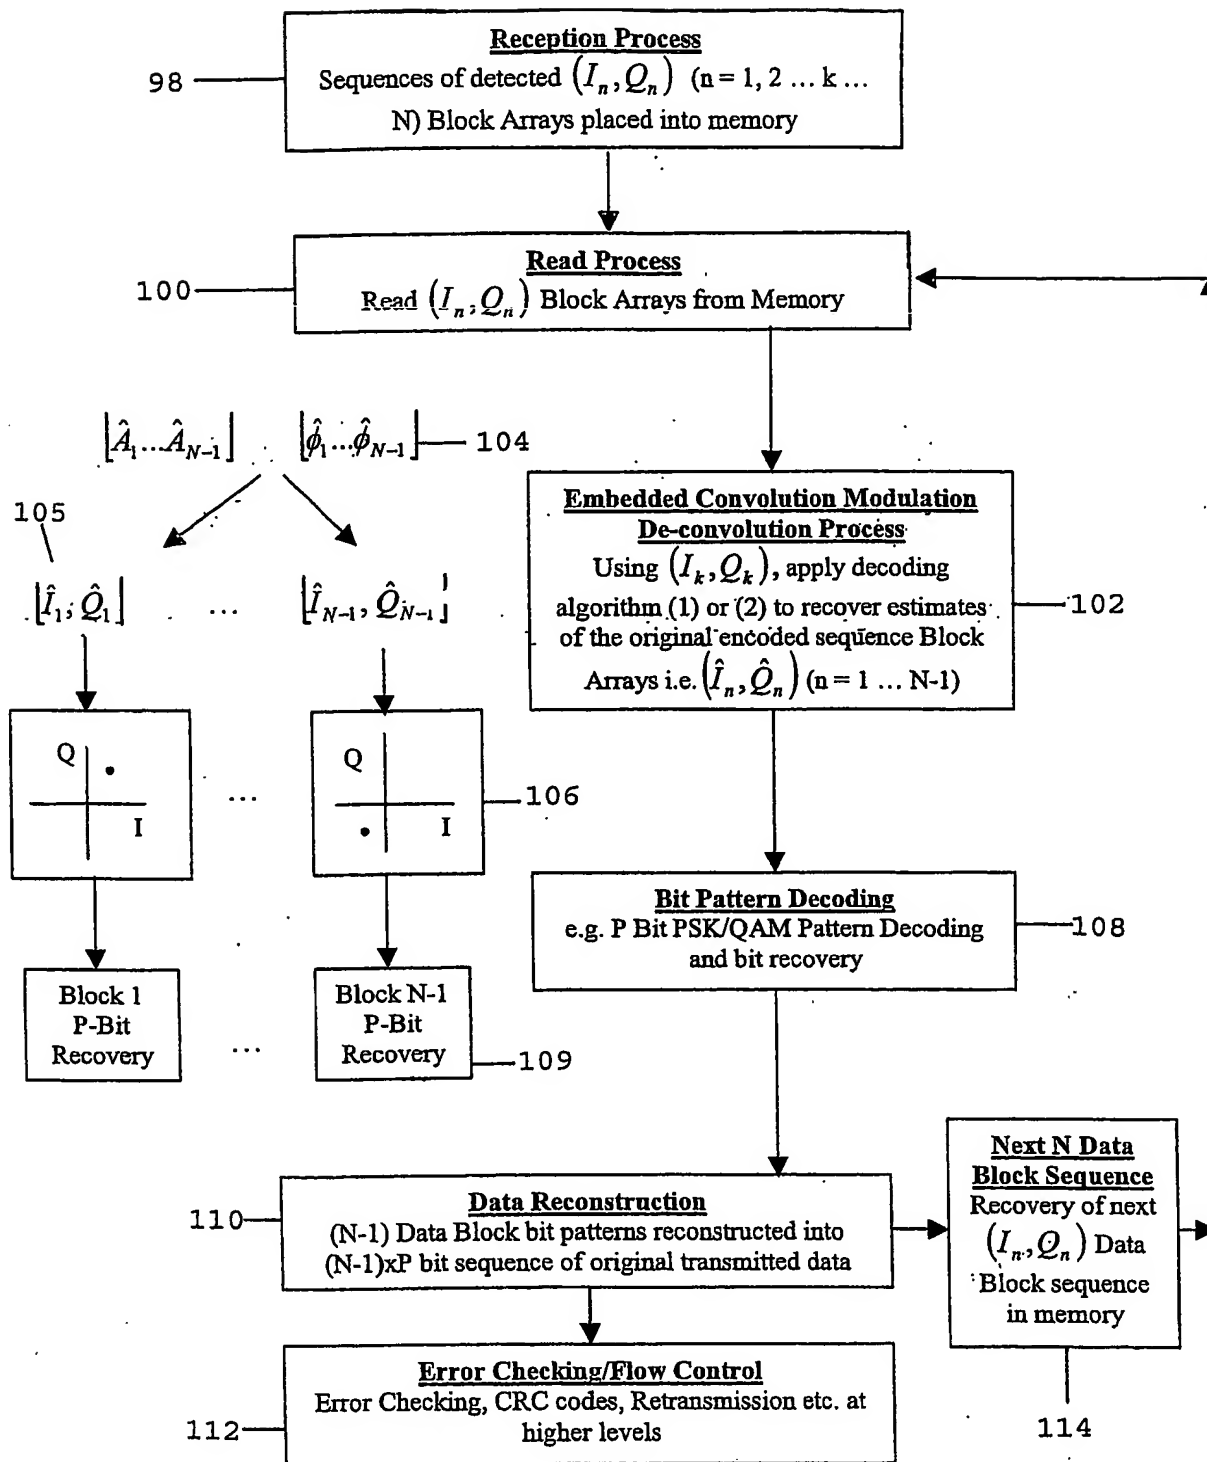 Reception Process
98
Sequences of detected (I_n, Q_n) (n = 1, 2 ... k ...
N) Block Arrays placed into memory
Read Process
100
Read (I_n, Q_n) Block Arrays from Memory
⌊Â_1...Â_{N-1}⌋ ⌊φ̂_1...φ̂_{N-1}⌋ 104
105
⌊Î_1, Q̂_1⌋ ... ⌊Î_{N-1}, Q̂_{N-1}⌋
Embedded Convolution Modulation
De-convolution Process
Using (I_k, Q_k), apply decoding
algorithm (1) or (2) to recover estimates
102
of the original encoded sequence Block
Arrays i.e. (Î_n, Q̂_n) (n = 1 ... N-1)
Q
I
...
Q
I
106
Bit Pattern Decoding
e.g. P Bit PSK/QAM Pattern Decoding
and bit recovery
108
Block 1
P-Bit
Recovery
...
Block N-1
P-Bit
Recovery
109
Data Reconstruction
110
(N-1) Data Block bit patterns reconstructed into
(N-1)xP bit sequence of original transmitted data
Next N Data
Block Sequence
Recovery of next
(I_n, Q_n) Data
Block sequence
in memory
114
Error Checking/Flow Control
Error Checking, CRC codes, Retransmission etc. at
higher levels
112